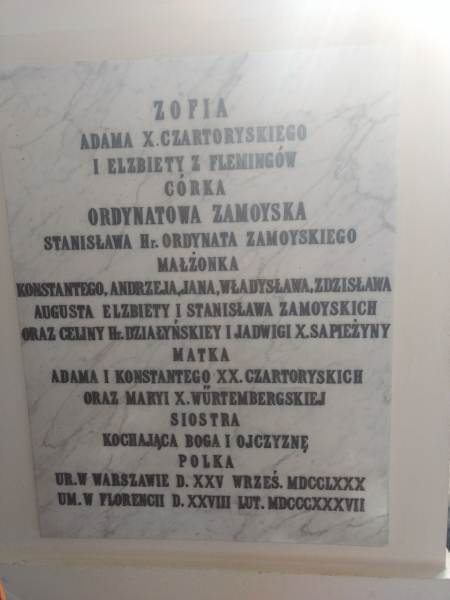 ZOFIA
ADAMA X. CZARTORYSKIEGO
I ELZBIETY Z FLEMINGÓW
CÓRKA
ORDYNATOWA ZAMOYSKA
STANISŁAWA Hr. ORDYNATA ZAMOYSKIEGO
MAŁŻONKA
KONSTANTEGO, ANDRZEJA, JANA, WŁADYSŁAWA, ZDZISŁAWA
AUGUSTA ELZBIETY I STANISŁAWA ZAMOYSKICH
ORAZ CELINY Hr. DZIAŁYŃSKIEY I JADWIGI X. SAPIEŻYNY
MATKA
ADAMA I KONSTANTEGO XX. CZARTORYSKICH
ORAZ MARYI X. WÜRTEMBERGSKIEJ
SIOSTRA
KOCHAJĄCA BOGA I OJCZYZNĘ
POLKA
UR. W WARSZAWIE D. XXV WRZEŚ. MDCCLXXX
UM. W FLORENCII D. XXVIII LUT. MDCCCXXXVII